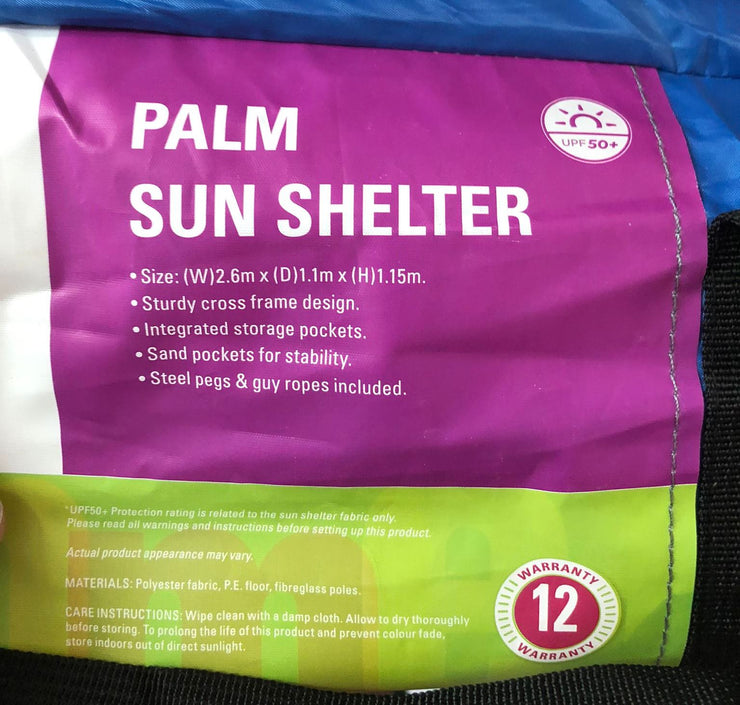 PALM
SUN SHELTER
UPF 50+
• Size: (W)2.6m x (D)1.1m x (H)1.15m.
• Sturdy cross frame design.
• Integrated storage pockets.
• Sand pockets for stability.
• Steel pegs & guy ropes included.
*UPF50+ Protection rating is related to the sun shelter fabric only.
Please read all warnings and instructions before setting up this product.
Actual product appearance may vary.
MATERIALS: Polyester fabric, P.E. floor, fibreglass poles.
CARE INSTRUCTIONS: Wipe clean with a damp cloth. Allow to dry thoroughly
before storing. To prolong the life of this product and prevent colour fade,
store indoors out of direct sunlight.
WARRANTY
12
WARRANTY